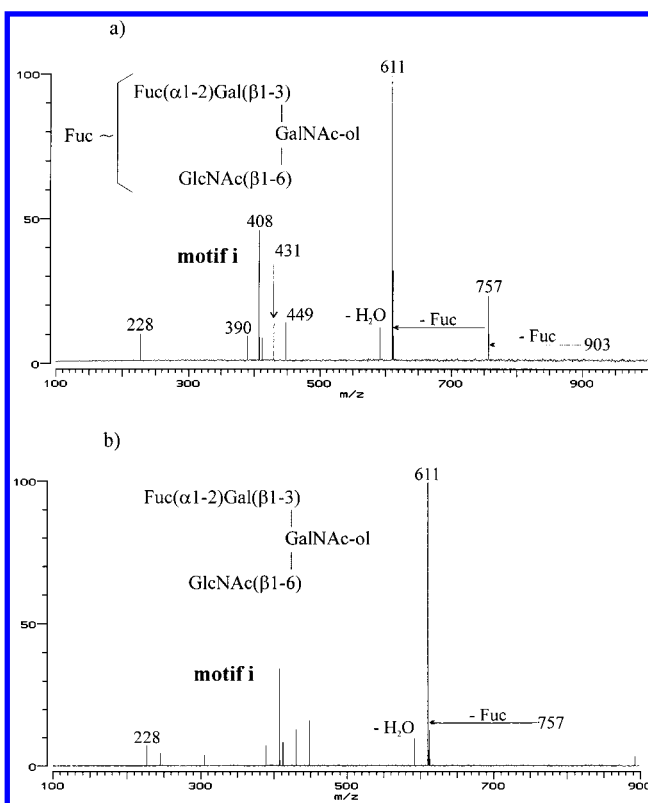 a)
611
100
Fuc(α1-2)Gal(β1-3)
Fuc ~
GalNAc-ol
GlcNAc(β1-6)
50
408
motif i
431
757
228
390
449
- H₂O
- Fuc
- Fuc
903
0
100 300 500 700 900
m/z
b)
611
100
Fuc(α1-2)Gal(β1-3)
GalNAc-ol
GlcNAc(β1-6)
50
motif i
228
- H₂O
- Fuc
757
0
100 300 500 700 900
m/z